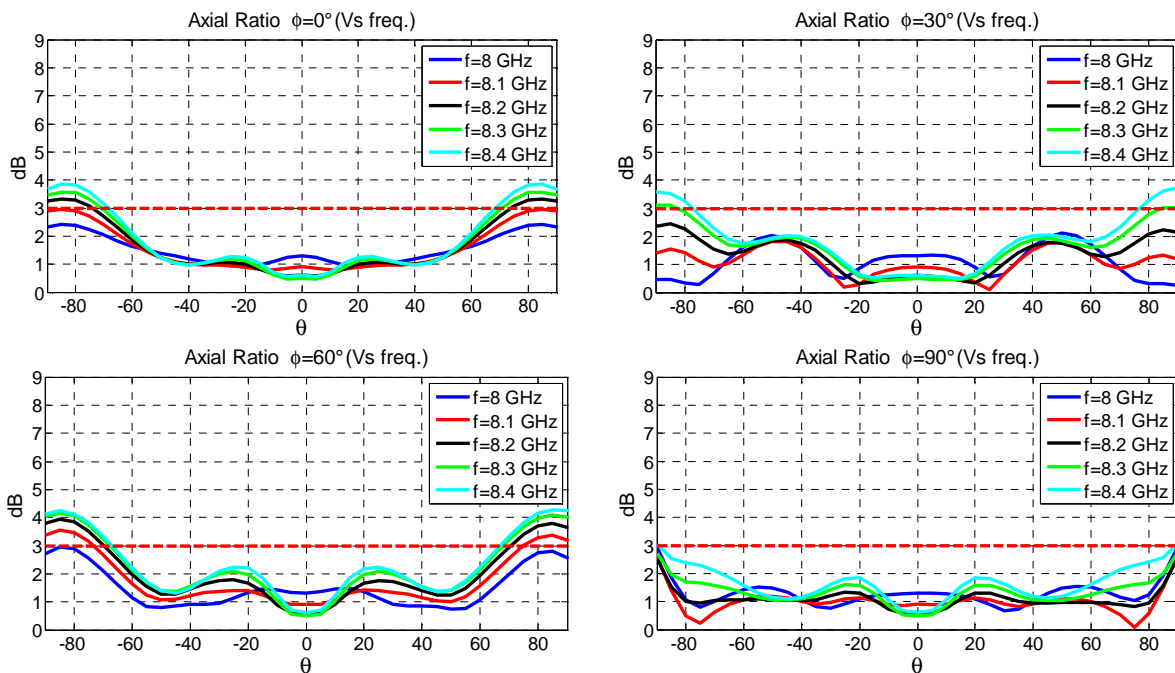 Axial Ratio ϕ=0° (Vs freq.)
9
8
7
6
5
4
3
2
1
0
dB
-80 -60 -40 -20 0 20 40 60 80
θ
f=8 GHz
f=8.1 GHz
f=8.2 GHz
f=8.3 GHz
f=8.4 GHz
Axial Ratio ϕ=30° (Vs freq.)
9
8
7
6
5
4
3
2
1
0
dB
-80 -60 -40 -20 0 20 40 60 80
θ
f=8 GHz
f=8.1 GHz
f=8.2 GHz
f=8.3 GHz
f=8.4 GHz
Axial Ratio ϕ=60° (Vs freq.)
9
8
7
6
5
4
3
2
1
0
dB
-80 -60 -40 -20 0 20 40 60 80
θ
f=8 GHz
f=8.1 GHz
f=8.2 GHz
f=8.3 GHz
f=8.4 GHz
Axial Ratio ϕ=90° (Vs freq.)
9
8
7
6
5
4
3
2
1
0
dB
-80 -60 -40 -20 0 20 40 60 80
θ
f=8 GHz
f=8.1 GHz
f=8.2 GHz
f=8.3 GHz
f=8.4 GHz